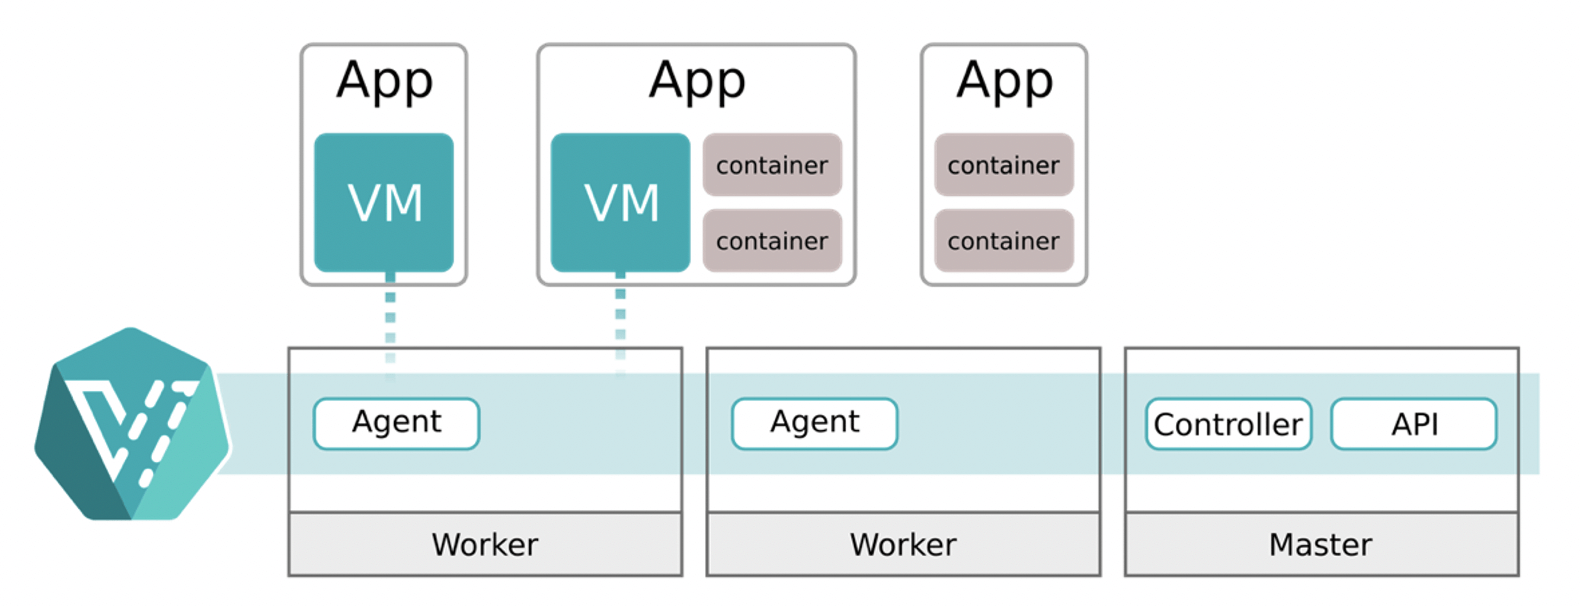 App
App
App
VM
VM
container
container
container
container
Agent
Agent
Controller
API
Worker
Worker
Master